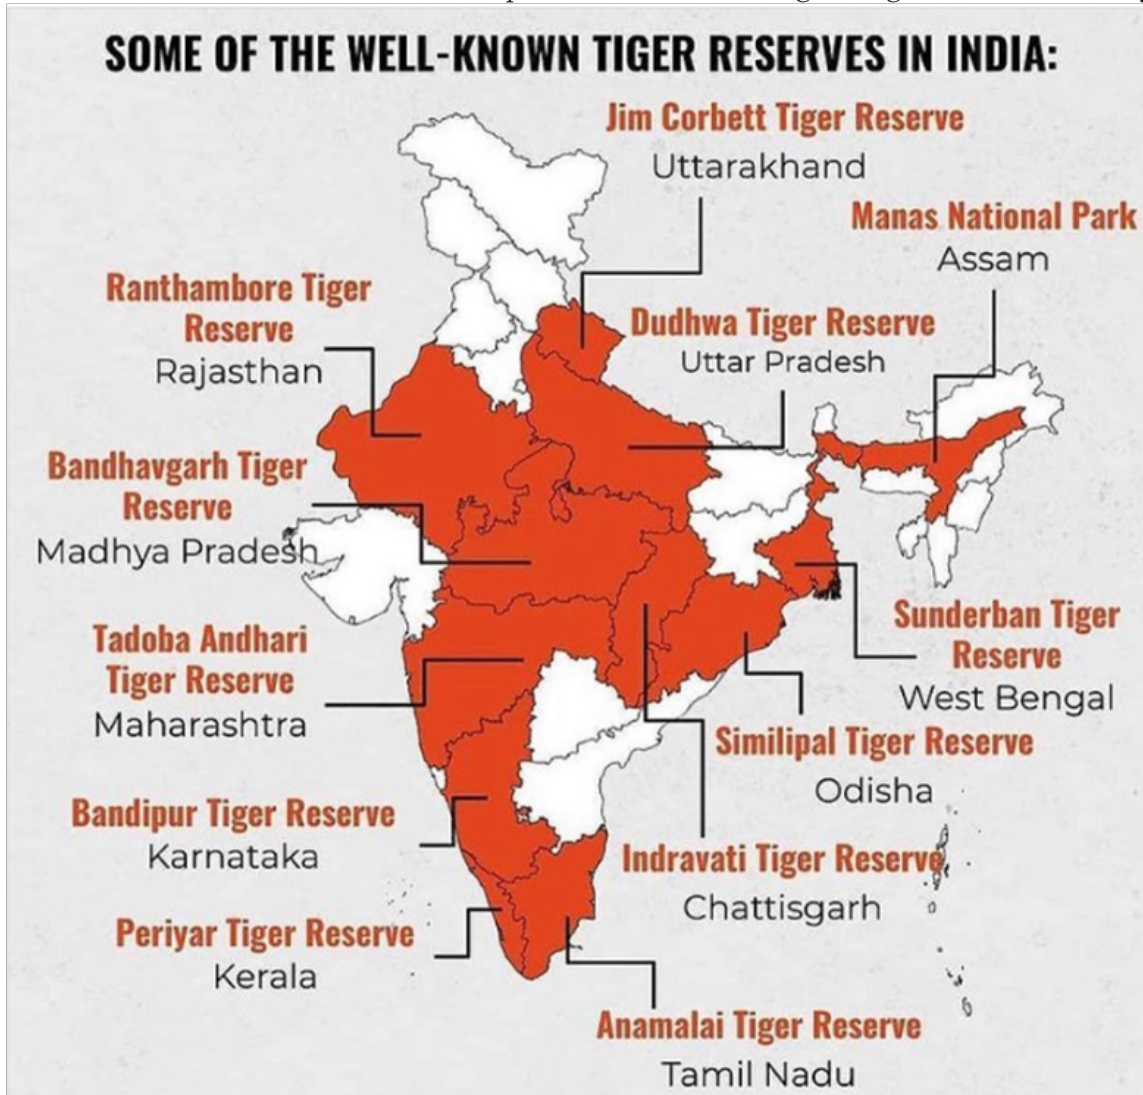 SOME OF THE WELL-KNOWN TIGER RESERVES IN INDIA:
Jim Corbett Tiger Reserve
Uttarakhand
Manas National Park
Assam
Ranthambore Tiger
Reserve
Rajasthan
Dudhwa Tiger Reserve
Uttar Pradesh
Bandhavgarh Tiger
Reserve
Madhya Pradesh
Sunderban Tiger
Reserve
West Bengal
Tadoba Andhari
Tiger Reserve
Maharashtra
Similipal Tiger Reserve
Odisha
Bandipur Tiger Reserve
Karnataka
Indravati Tiger Reserve
Chattisgarh
Periyar Tiger Reserve
Kerala
Anamalai Tiger Reserve
Tamil Nadu